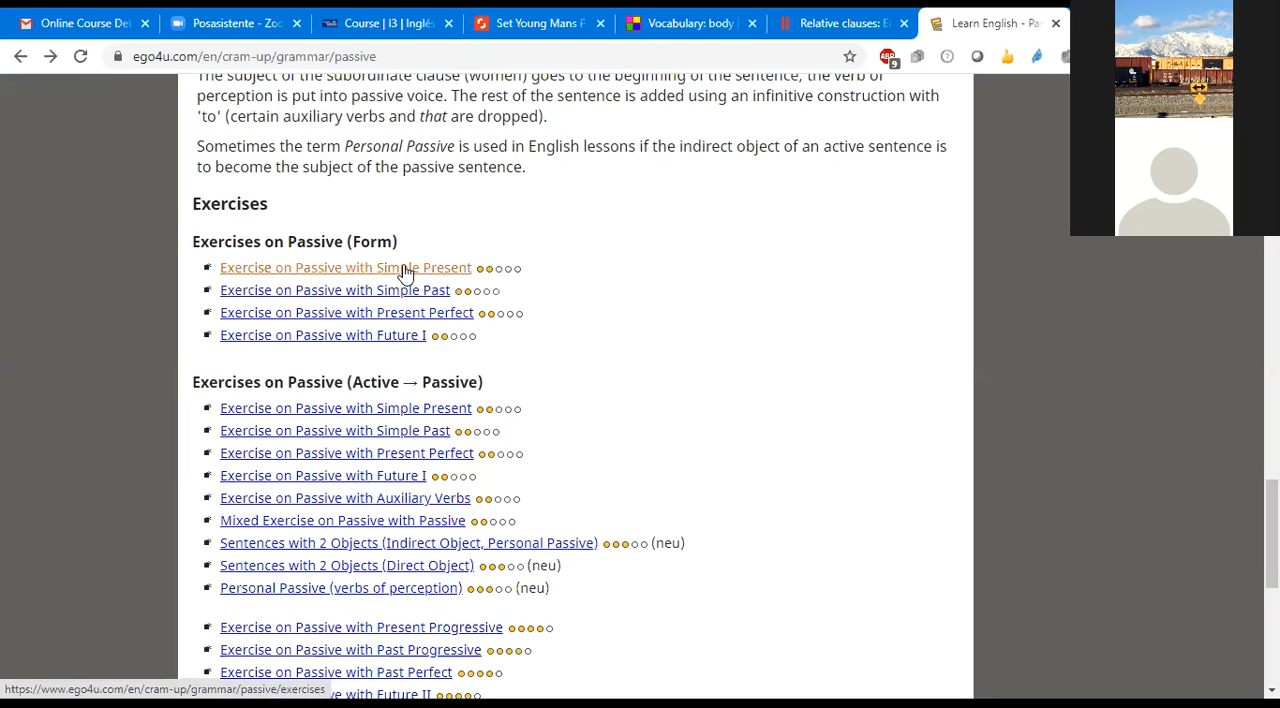 Online Course Det
Posasistente - Zoo
Course | I3 | Inglés
Set Young Mans P
Vocabulary: body
Relative clauses: E
Learn English - Pas
ego4u.com/en/cram-up/grammar/passive
9
The subject of the subordinate clause (women) goes to the beginning of the sentence, the verb of
perception is put into passive voice. The rest of the sentence is added using an infinitive construction with
'to' (certain auxiliary verbs and that are dropped).
Sometimes the term Personal Passive is used in English lessons if the indirect object of an active sentence is
to become the subject of the passive sentence.
Exercises
Exercises on Passive (Form)
Exercise on Passive with Simple Present
Exercise on Passive with Simple Past
Exercise on Passive with Present Perfect
Exercise on Passive with Future I
Exercises on Passive (Active → Passive)
Exercise on Passive with Simple Present
Exercise on Passive with Simple Past
Exercise on Passive with Present Perfect
Exercise on Passive with Future I
Exercise on Passive with Auxiliary Verbs
Mixed Exercise on Passive with Passive
Sentences with 2 Objects (Indirect Object, Personal Passive) (neu)
Sentences with 2 Objects (Direct Object) (neu)
Personal Passive (verbs of perception) (neu)
Exercise on Passive with Present Progressive
Exercise on Passive with Past Progressive
Exercise on Passive with Past Perfect
with Future II
https://www.ego4u.com/en/cram-up/grammar/passive/exercises